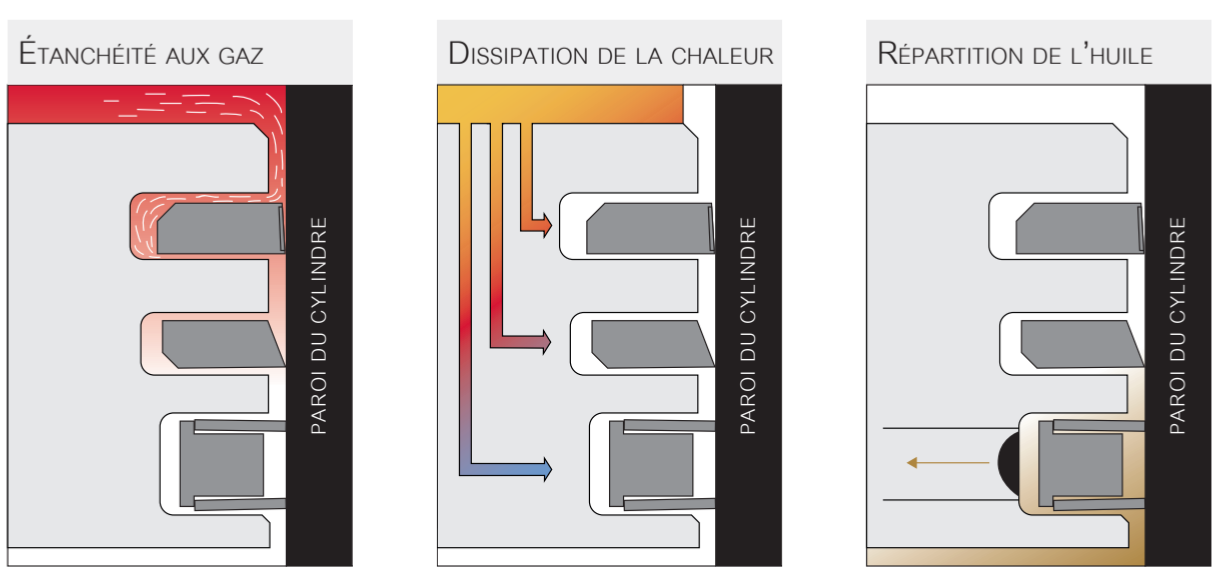 Étanchéité aux gaz
Dissipation de la chaleur
Répartition de l'huile
PAROI DU CYLINDRE
PAROI DU CYLINDRE
PAROI DU CYLINDRE